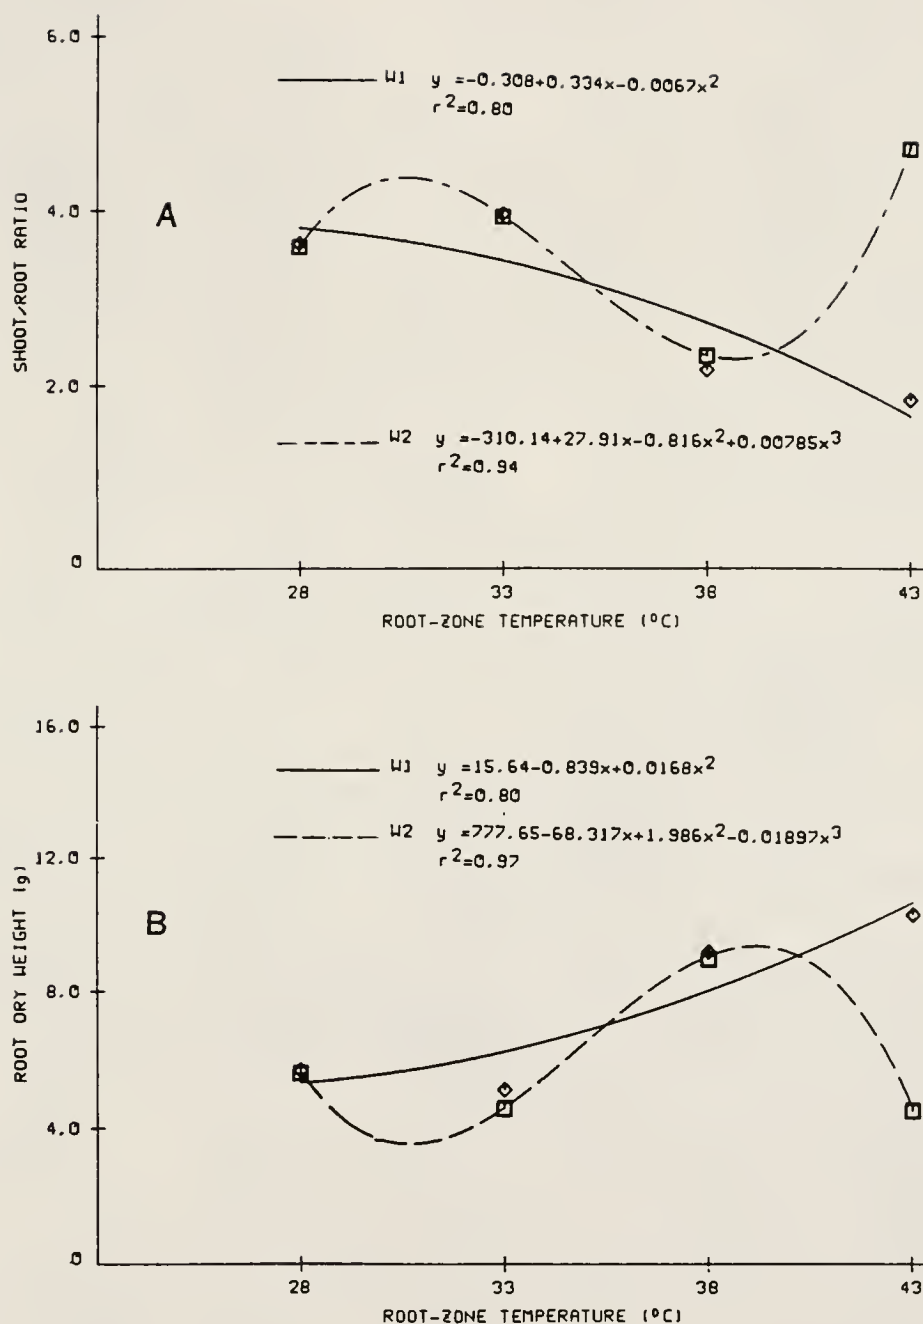 6.0
W1 y =-0.308+0.334x-0.0067x²
r²=0.80
A
4.0
SHOOT/ROOT RATIO
2.0
W2 y =-310.14+27.91x-0.816x²+0.00785x³
r²=0.94
0
28 33 38 43
ROOT-ZONE TEMPERATURE (°C)
16.0
W1 y =15.64-0.839x+0.0168x²
r²=0.80
W2 y =777.65-68.317x+1.986x²-0.01897x³
r²=0.97
12.0
B
ROOT DRY WEIGHT (g)
8.0
4.0
0
28 33 38 43
ROOT-ZONE TEMPERATURE (°C)